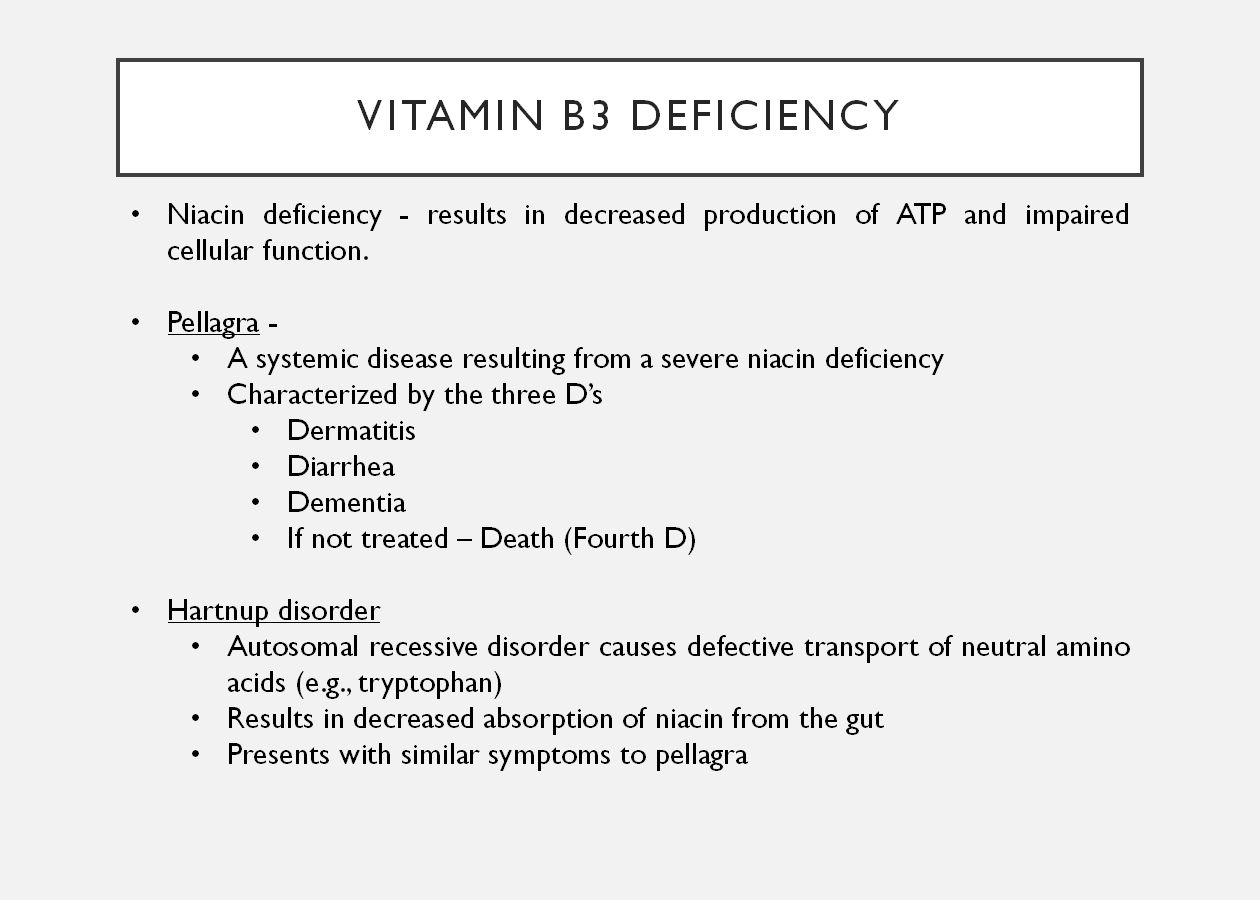 VITAMIN B3 DEFICIENCY
• Niacin deficiency - results in decreased production of ATP and impaired
cellular function.
• Pellagra -
• A systemic disease resulting from a severe niacin deficiency
• Characterized by the three D’s
• Dermatitis
• Diarrhea
• Dementia
• If not treated – Death (Fourth D)
• Hartnup disorder
• Autosomal recessive disorder causes defective transport of neutral amino
acids (e.g., tryptophan)
• Results in decreased absorption of niacin from the gut
• Presents with similar symptoms to pellagra